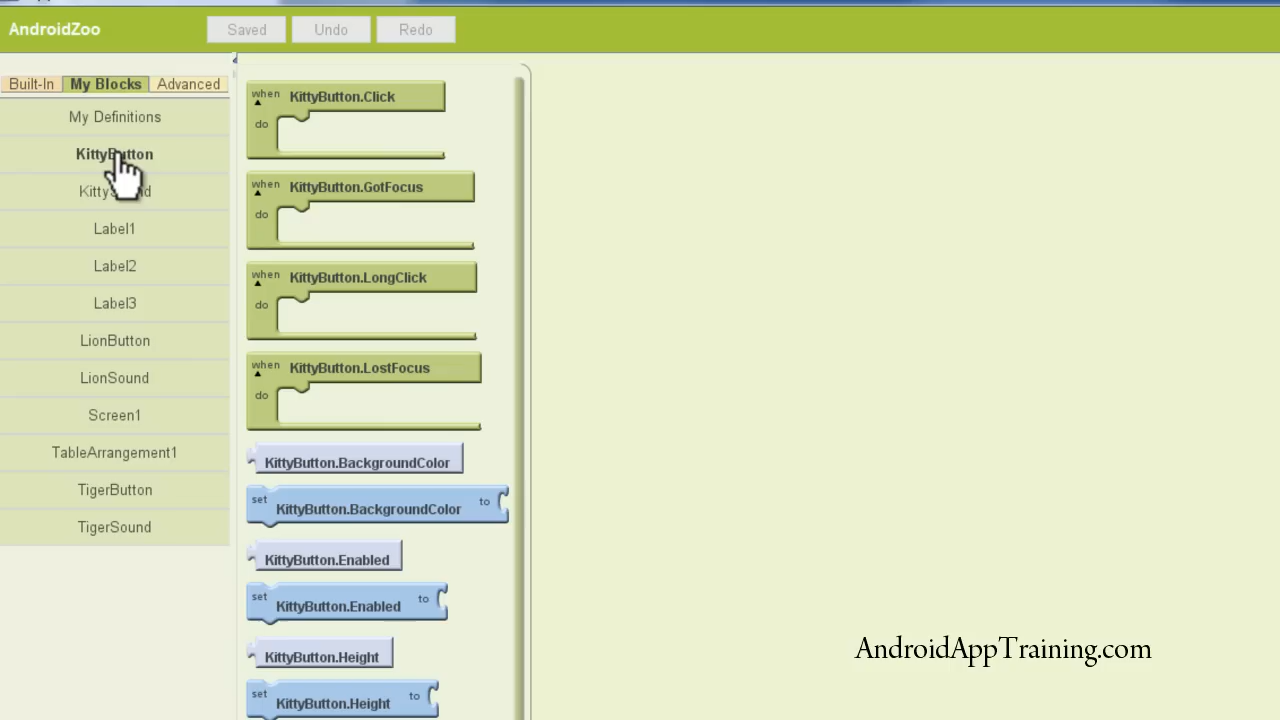 AndroidZoo
Saved
Undo
Redo
Built-In
My Blocks
Advanced
My Definitions
KittyButton
Label1
Label2
Label3
LionButton
LionSound
Screen1
TableArrangement1
TigerButton
TigerSound
when KittyButton.Click
do
when KittyButton.GotFocus
do
when KittyButton.LongClick
do
when KittyButton.LostFocus
do
KittyButton.BackgroundColor
set KittyButton.BackgroundColor to
KittyButton.Enabled
set KittyButton.Enabled to
KittyButton.Height
set KittyButton.Height to
AndroidAppTraining.com